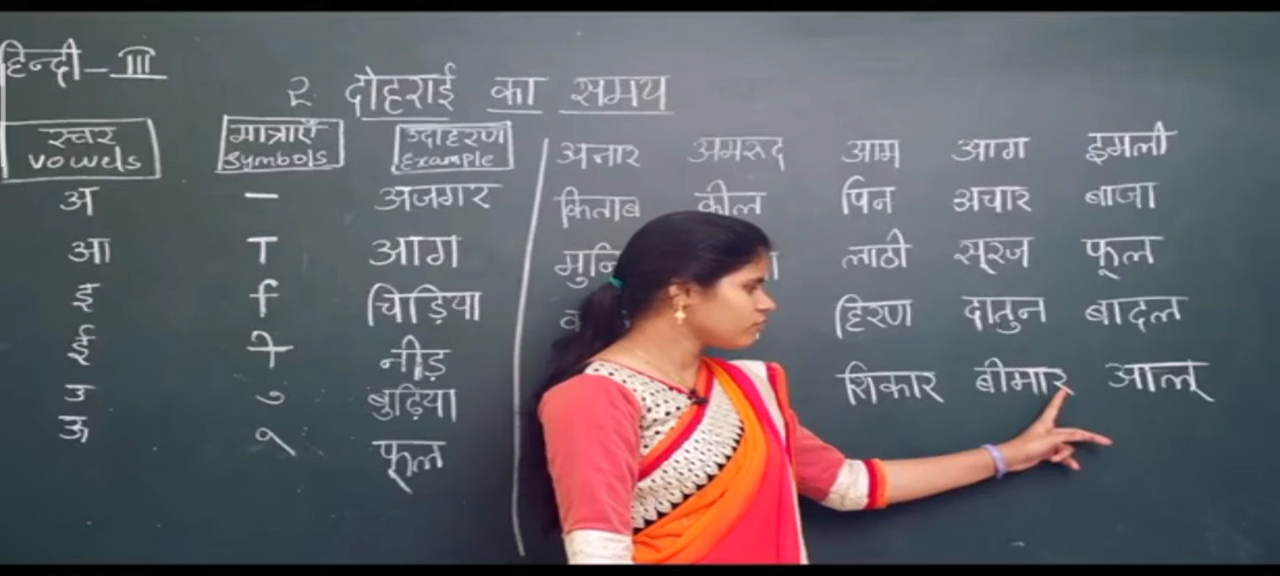 हिन्दी - III
२ दोहराई का समय
स्वर मात्राएँ उदाहरण
vowels Symbols Example
अ - अजगर
आ ा आग
इ ि चिड़िया
ई ी नीड़
उ ु बुढ़िया
ऊ ू फूल
अनार अमरूद आम आग इमली
किताब कील पिन अचार बाजा
लाठी सूरज फूल
हिरण दातुन बादल
शिकार बीमार आलू